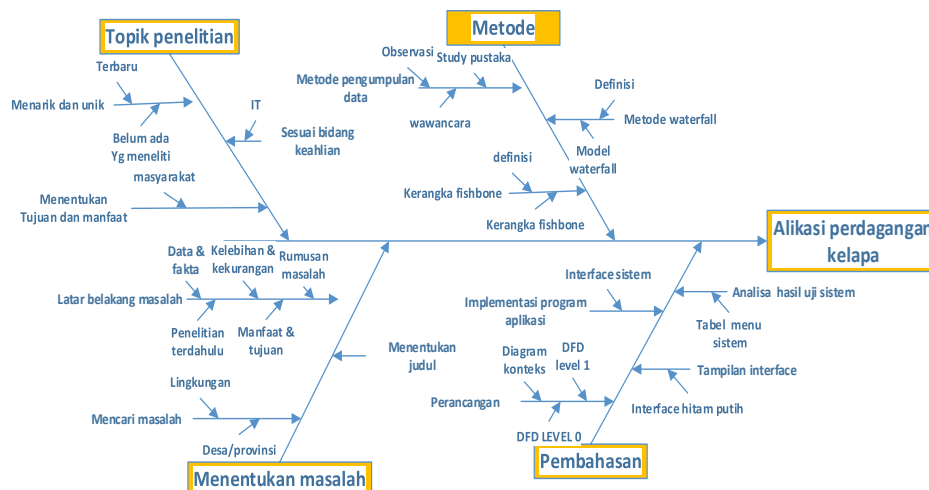 Topik penelitian
Terbaru
Menarik dan unik
Belum ada
Yg meneliti
IT
Sesuai bidang
keahlian
masyarakat
Menentukan
Tujuan dan manfaat
Metode
Observasi
Study pustaka
Metode pengumpulan
data
wawancara
Definisi
Metode waterfall
Model
waterfall
definisi
Kerangka fishbone
Kerangka fishbone
Alikasi perdagangan
kelapa
Data &
fakta
Kelebihan &
kekurangan
Rumusan
masalah
Latar belakang masalah
Penelitian
terdahulu
Manfaat &
tujuan
Menentukan
judul
Lingkungan
Mencari masalah
Desa/provinsi
Menentukan masalah
Interface sistem
Implementasi program
aplikasi
Analisa hasil uji sistem
Tabel menu
sistem
Diagram
konteks
DFD
level 1
Perancangan
DFD LEVEL 0
Tampilan interface
Interface hitam putih
Pembahasan